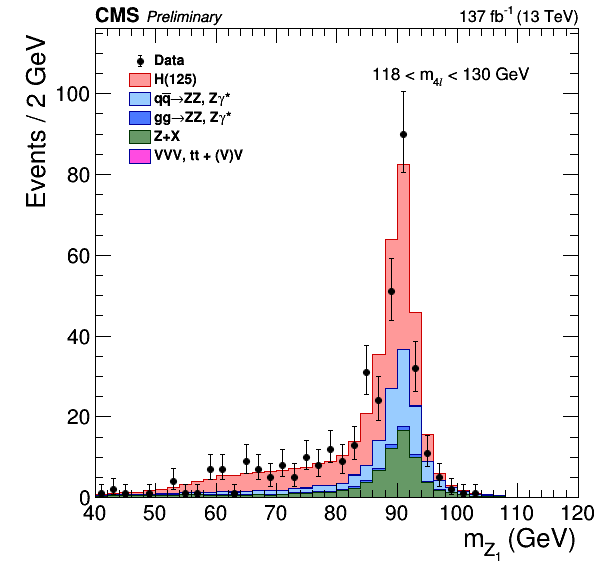 CMS Preliminary 137 fb⁻¹ (13 TeV)
Data
H(125)
qq̅→ZZ, Zγ*
gg→ZZ, Zγ*
Z+X
VVV, tt + (V)V
118 < m₄ₗ < 130 GeV
Events / 2 GeV
100
80
60
40
20
0
40 50 60 70 80 90 100 110 120
m_Z₁ (GeV)